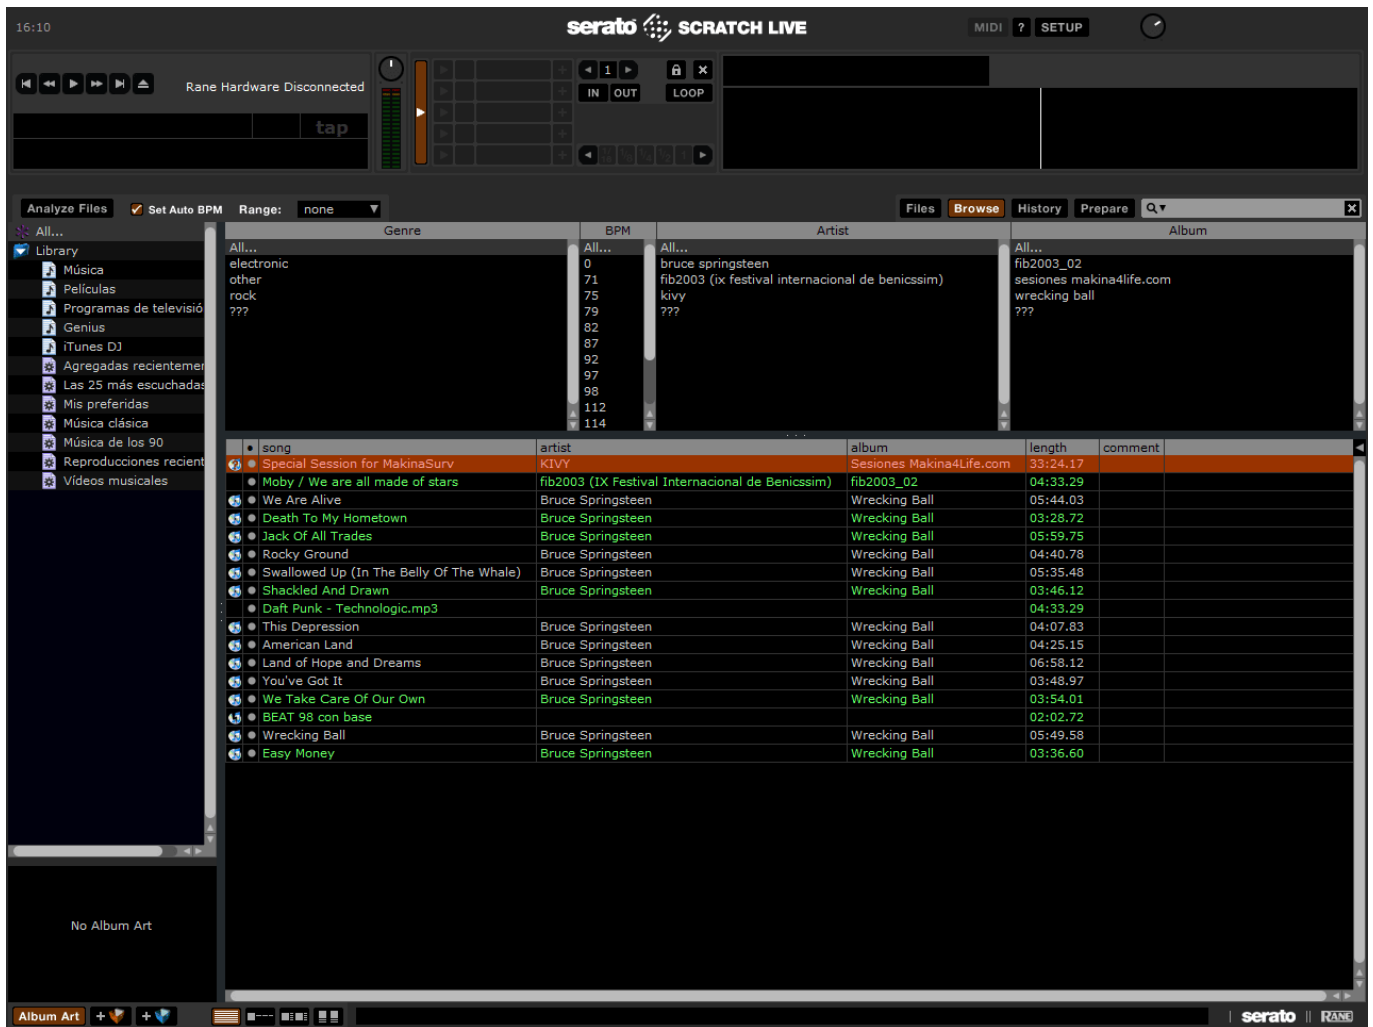 16:10
serato SCRATCH LIVE
MIDI ? SETUP
Rane Hardware Disconnected
tap
1
IN OUT LOOP
1/16 1/8 1/4 1/2 1
Analyze Files Set Auto BPM Range: none
Files Browse History Prepare
All...
Library
Música
Películas
Programas de televisió
Genius
iTunes DJ
Agregadas recientemer
Las 25 más escuchadas
Mis preferidas
Música clásica
Música de los 90
Reproducciones recient
Vídeos musicales
Genre
All...
electronic
other
rock
???
BPM
All...
0
71
75
79
82
87
92
97
98
112
114
Artist
All...
bruce springsteen
fib2003 (ix festival internacional de benicssim)
kivy
???
Album
All...
fib2003_02
sesiones makina4life.com
wrecking ball
???
song artist album length comment
Special Session for MakinaSurv KIVY Sesiones Makina4Life.com 33:24.17
Moby / We are all made of stars fib2003 (IX Festival Internacional de Benicssim) fib2003_02 04:33.29
We Are Alive Bruce Springsteen Wrecking Ball 05:44.03
Death To My Hometown Bruce Springsteen Wrecking Ball 03:28.72
Jack Of All Trades Bruce Springsteen Wrecking Ball 05:59.75
Rocky Ground Bruce Springsteen Wrecking Ball 04:40.78
Swallowed Up (In The Belly Of The Whale) Bruce Springsteen Wrecking Ball 05:35.48
Shackled And Drawn Bruce Springsteen Wrecking Ball 03:46.12
Daft Punk - Technologic.mp3 04:33.29
This Depression Bruce Springsteen Wrecking Ball 04:07.83
American Land Bruce Springsteen Wrecking Ball 04:25.15
Land of Hope and Dreams Bruce Springsteen Wrecking Ball 06:58.12
You've Got It Bruce Springsteen Wrecking Ball 03:48.97
We Take Care Of Our Own Bruce Springsteen Wrecking Ball 03:54.01
BEAT 98 con base 02:02.72
Wrecking Ball Bruce Springsteen Wrecking Ball 05:49.58
Easy Money Bruce Springsteen Wrecking Ball 03:36.60
No Album Art
Album Art
serato RANE